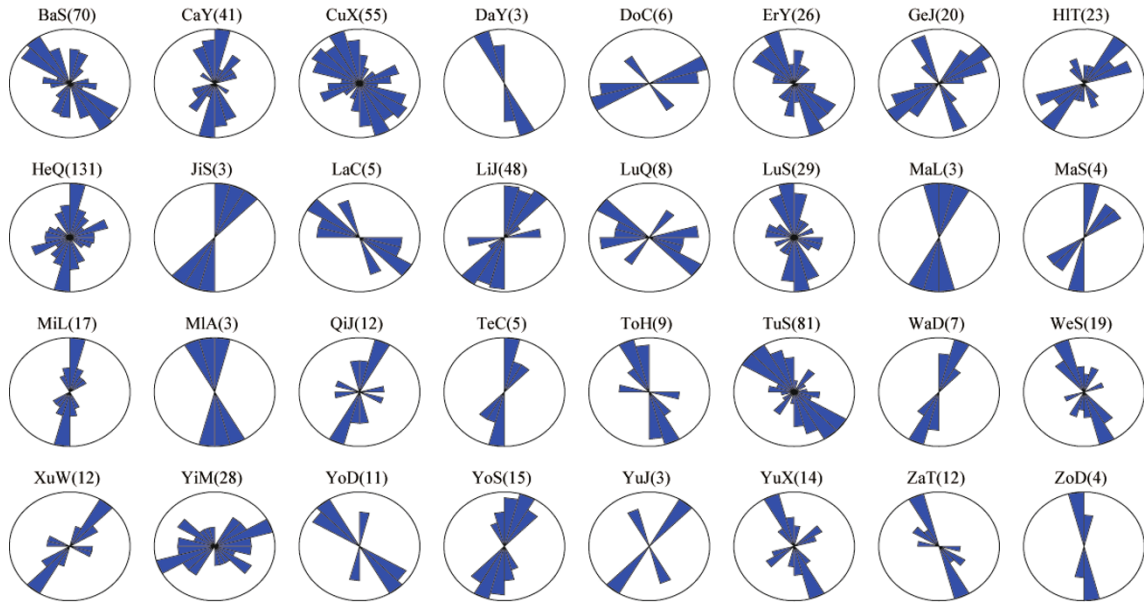 BaS(70) CaY(41) CuX(55) DaY(3) DoC(6) ErY(26) GeJ(20) HlT(23)
HeQ(131) JiS(3) LaC(5) LiJ(48) LuQ(8) LuS(29) MaL(3) MaS(4)
MiL(17) MlA(3) QiJ(12) TeC(5) ToH(9) TuS(81) WaD(7) WeS(19)
XuW(12) YiM(28) YoD(11) YoS(15) YuJ(3) YuX(14) ZaT(12) ZoD(4)